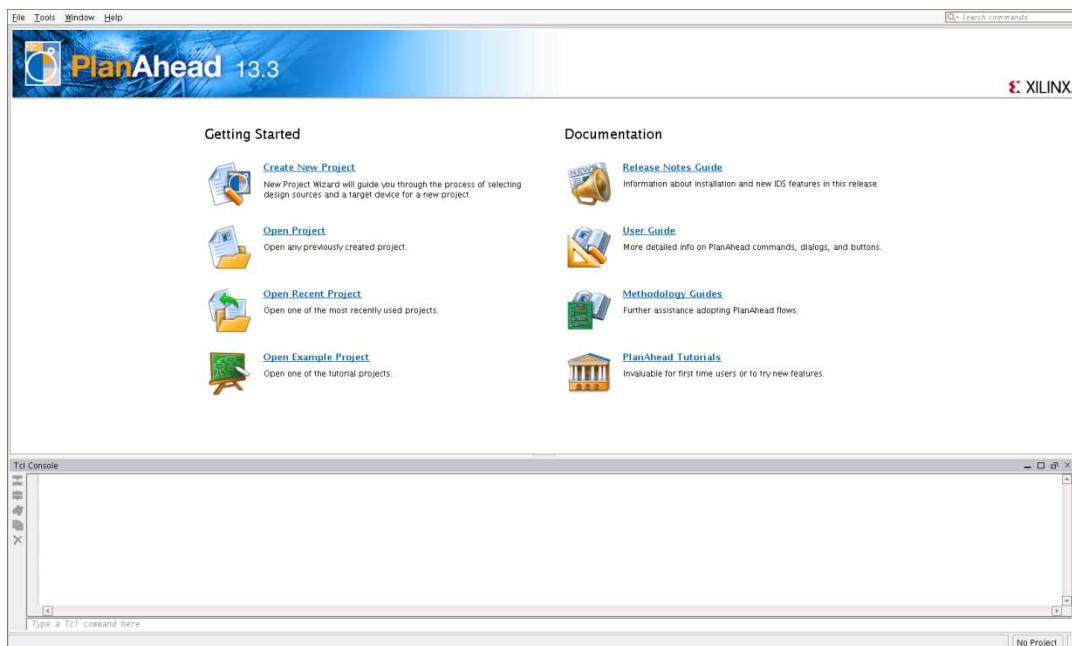 File Tools Window Help
Search commands
PlanAhead 13.3
XILINX
Getting Started
Create New Project
New Project Wizard will guide you through the process of selecting
design sources and a target device for a new project.
Open Project
Open any previously created project.
Open Recent Project
Open one of the most recently used projects.
Open Example Project
Open one of the tutorial projects.
Documentation
Release Notes Guide
Information about installation and new IDS features in this release.
User Guide
More detailed info on PlanAhead commands, dialogs, and buttons.
Methodology Guides
Further assistance adopting PlanAhead flows.
PlanAhead Tutorials
Invaluable for first time users or to try new features.
Tcl Console
Type a Tcl command here
No Project